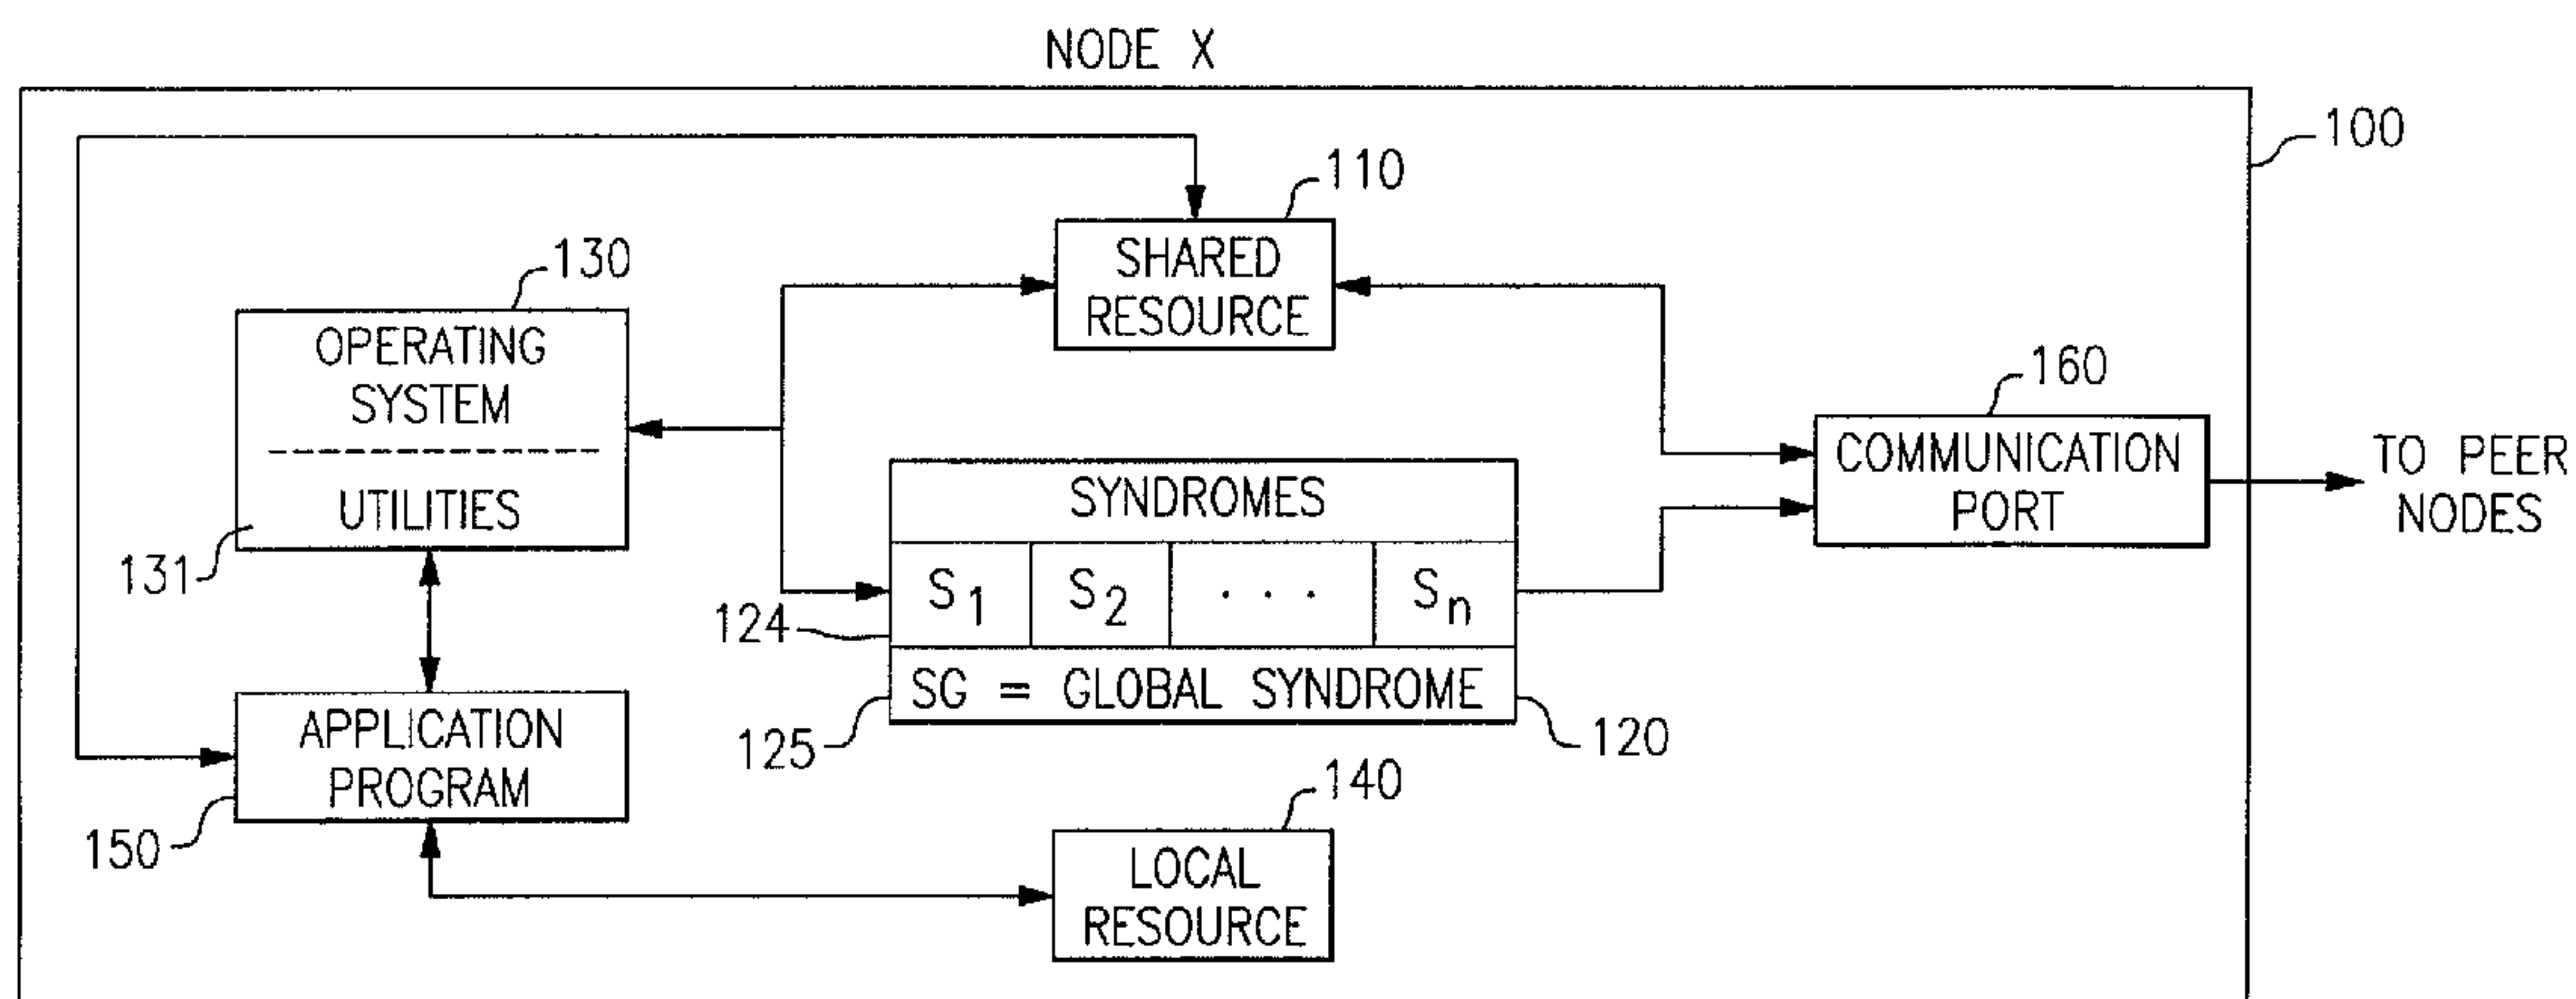 NODE X
100
110
SHARED
RESOURCE
130
OPERATING
SYSTEM
UTILITIES
131
160
COMMUNICATION
PORT
TO PEER
NODES
SYNDROMES
S1 S2 . . . Sn
124
SG = GLOBAL SYNDROME
125
120
APPLICATION
PROGRAM
150
140
LOCAL
RESOURCE